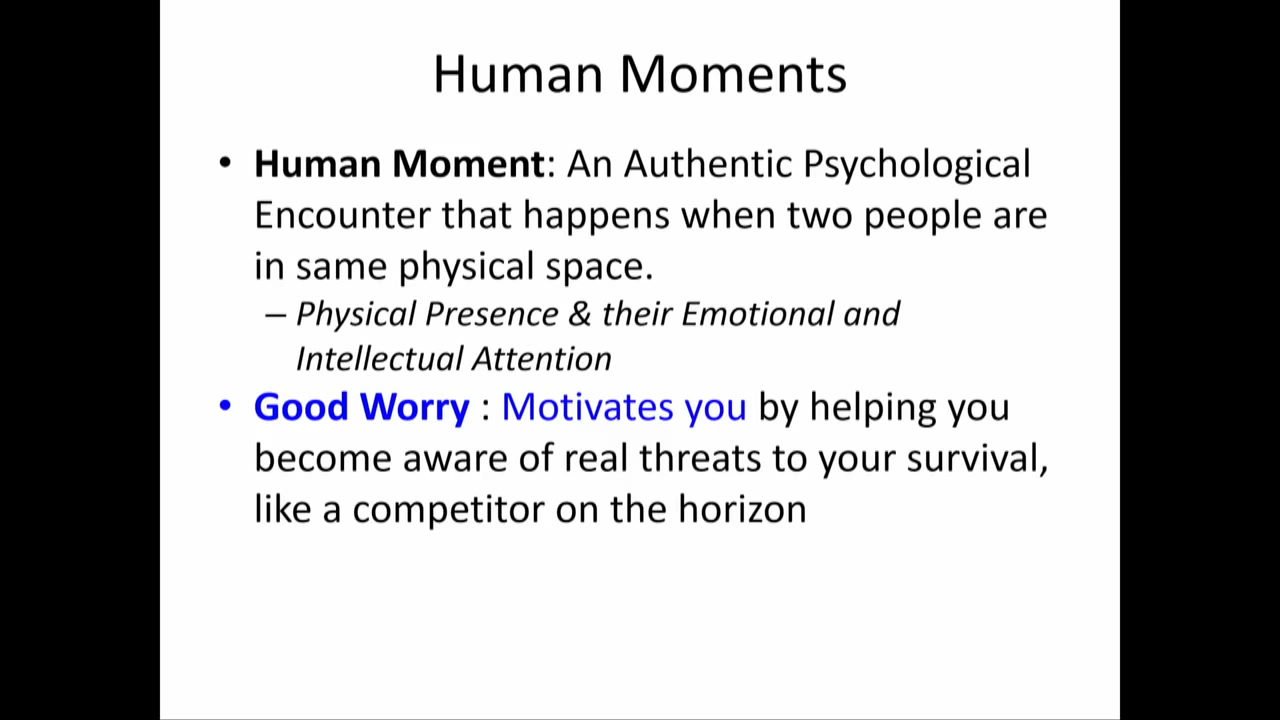 Human Moments
• Human Moment: An Authentic Psychological
Encounter that happens when two people are
in same physical space.
– Physical Presence & their Emotional and
Intellectual Attention
• Good Worry : Motivates you by helping you
become aware of real threats to your survival,
like a competitor on the horizon